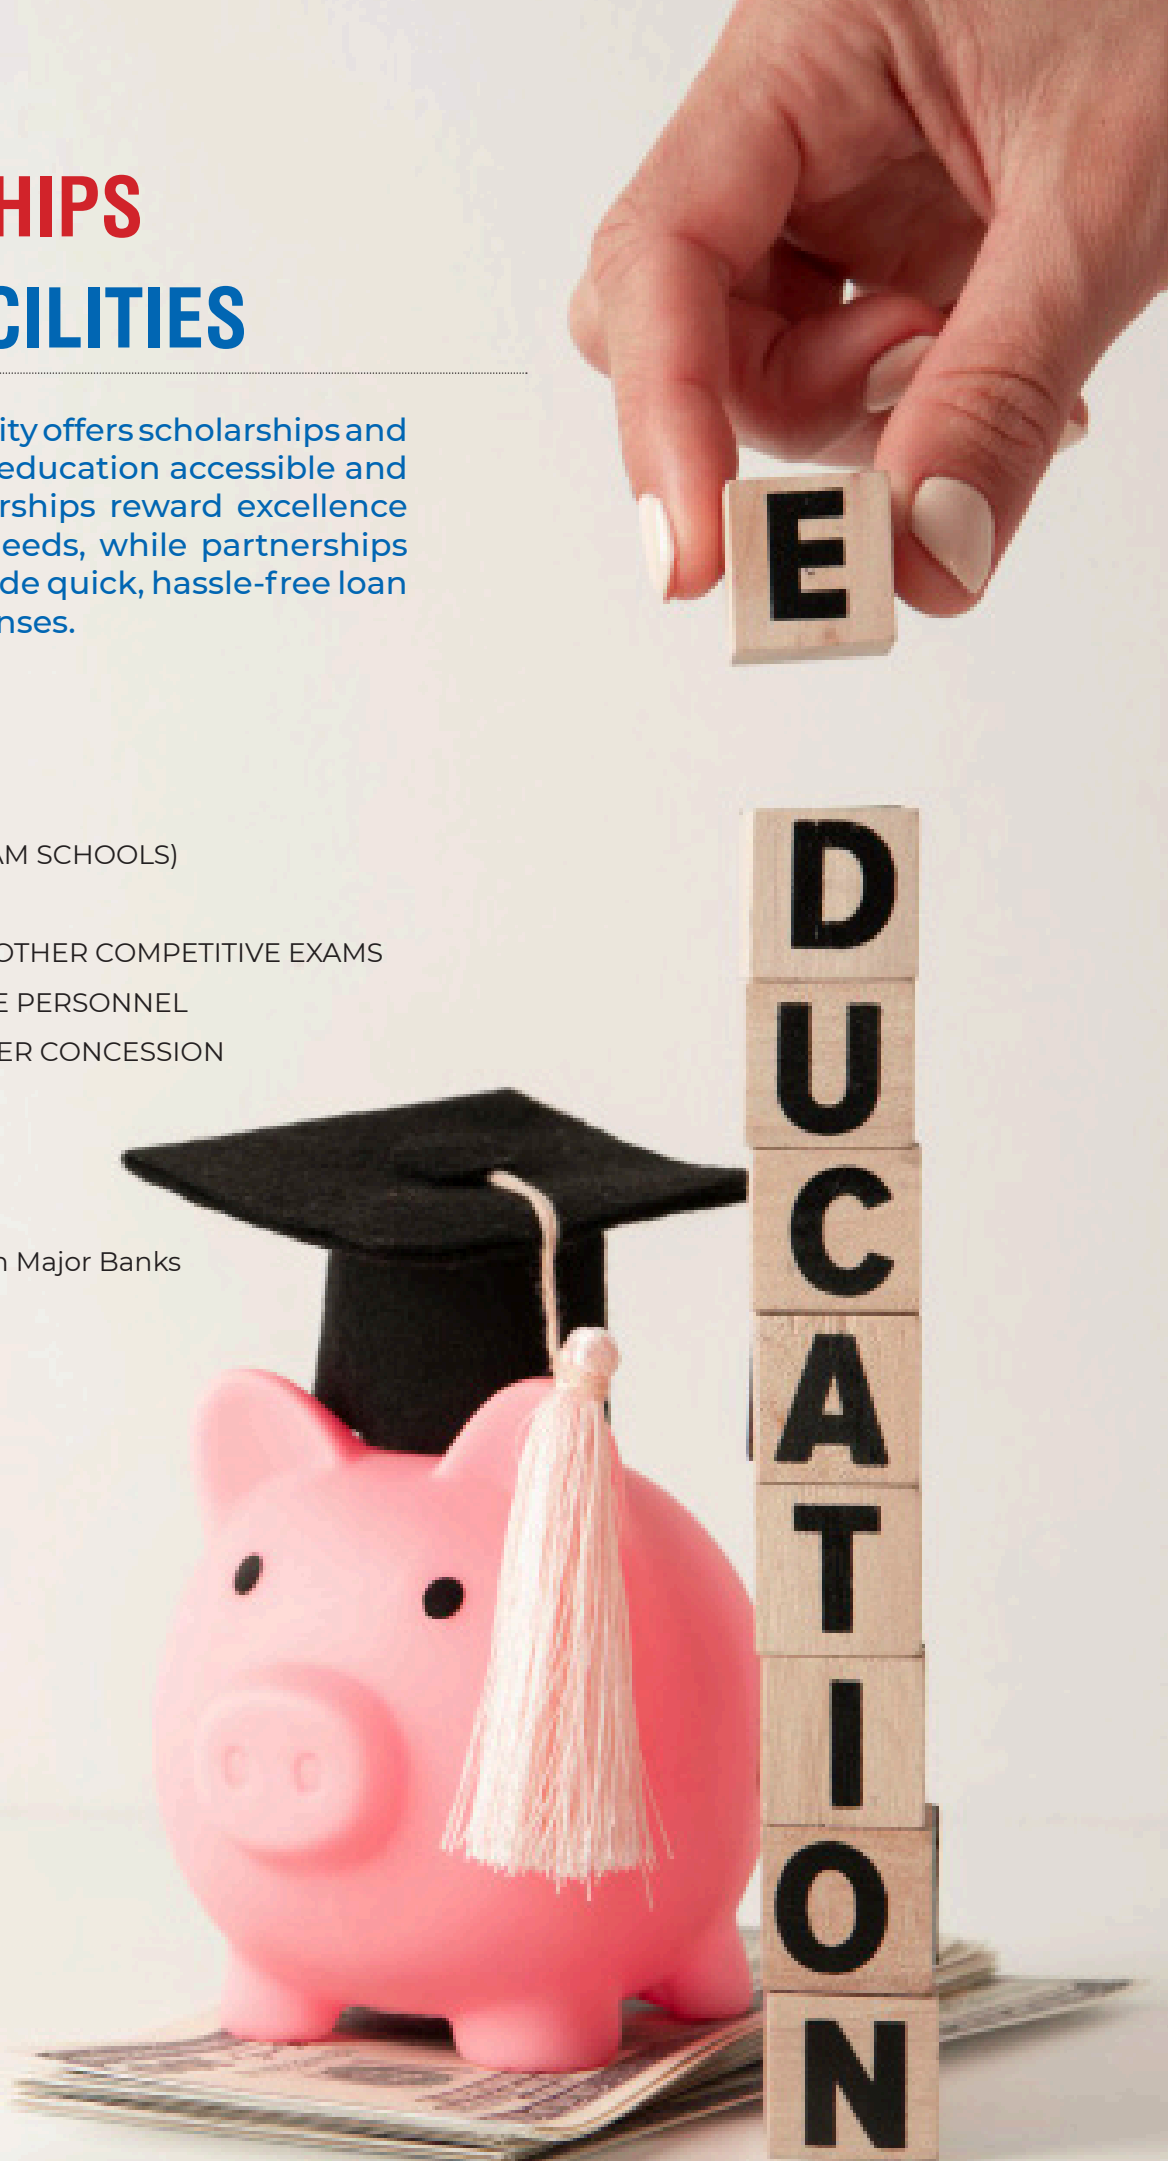 HIPS
CILITIES
ity offers scholarships and
education accessible and
rships reward excellence
eeds, while partnerships
de quick, hassle-free loan
nses.
AM SCHOOLS)
OTHER COMPETITIVE EXAMS
E PERSONNEL
ER CONCESSION
n Major Banks
E
D
U
C
A
T
I
O
N